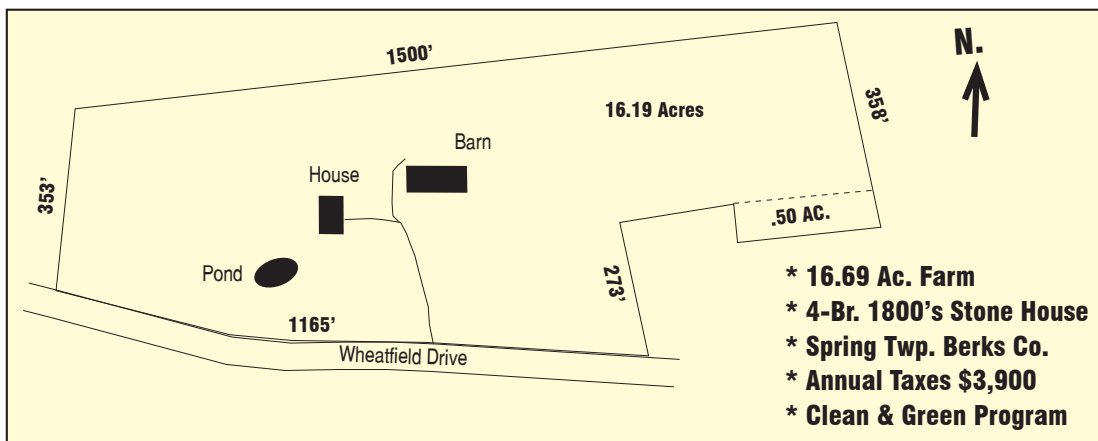 1500'
N.
16.19 Acres
358'
Barn
House
353'
.50 AC.
Pond
273'
1165'
Wheatfield Drive
* 16.69 Ac. Farm
* 4-Br. 1800's Stone House
* Spring Twp. Berks Co.
* Annual Taxes $3,900
* Clean & Green Program